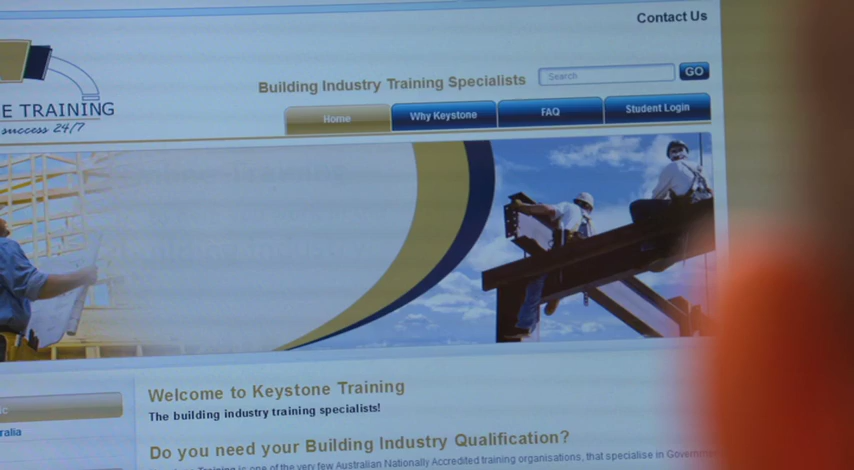 Contact Us
Building Industry Training Specialists
Search
GO
E TRAINING
success 24/7
Home
Why Keystone
FAQ
Student Login
Welcome to Keystone Training
The building industry training specialists!
ic
ralia
Do you need your Building Industry Qualification?
Training is one of the very few Australian Nationally Accredited training organisations, that specialise in Governm